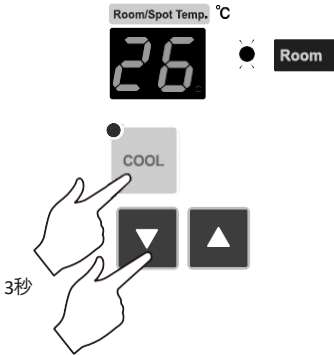 Room/Spot Temp. °C
26
Room
COOL
▼ ▲
3秒